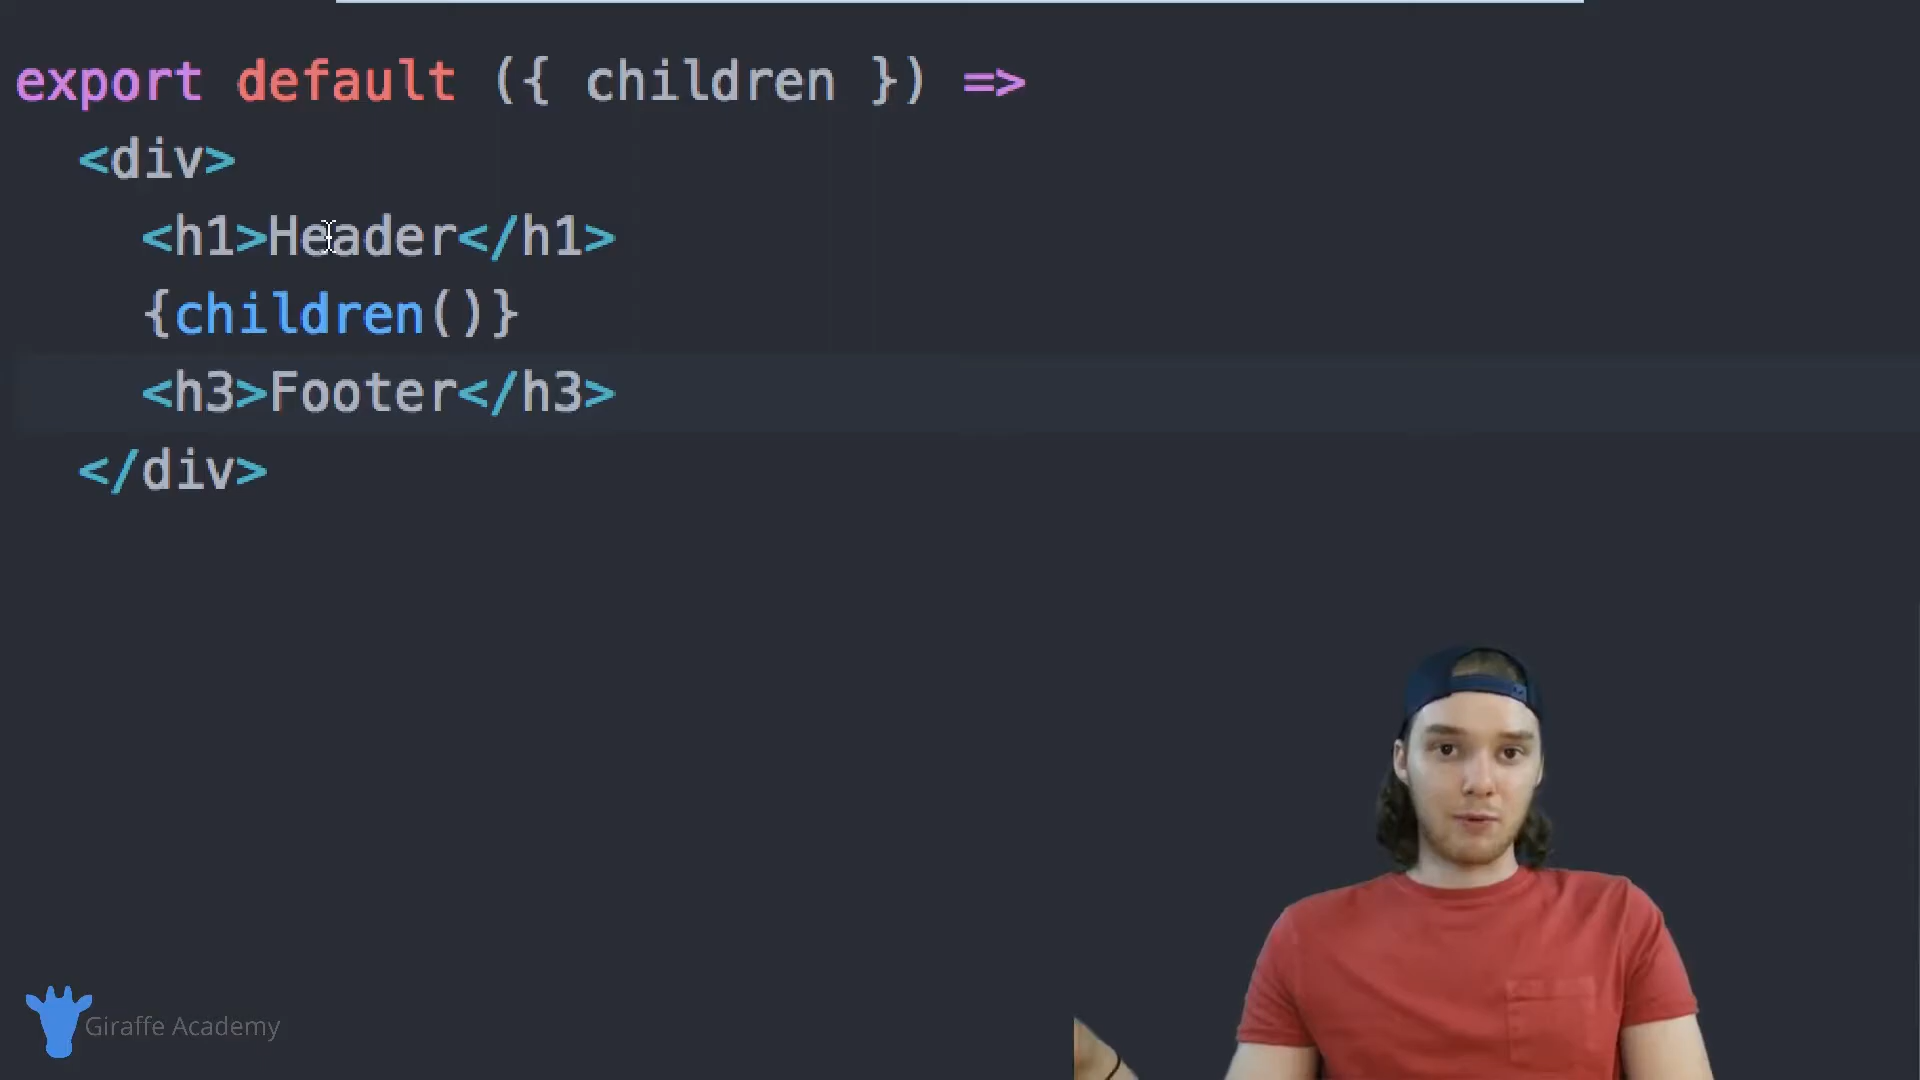 export default ({ children }) =>
<div>
<h1>Header</h1>
{children()}
<h3>Footer</h3>
</div>
Giraffe Academy